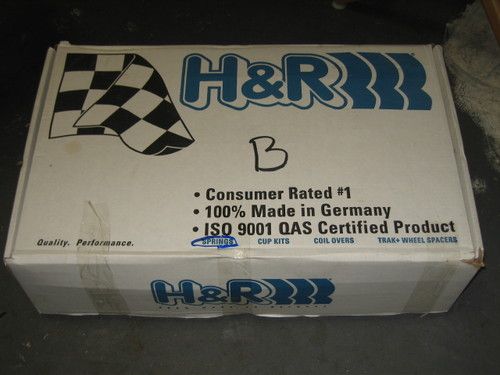 H&R
B
• Consumer Rated #1
• 100% Made in Germany
• ISO 9001 QAS Certified Product
Quality. Performance. SPRINGS CUP KITS COIL OVERS TRAK+ WHEEL SPACERS
H&R